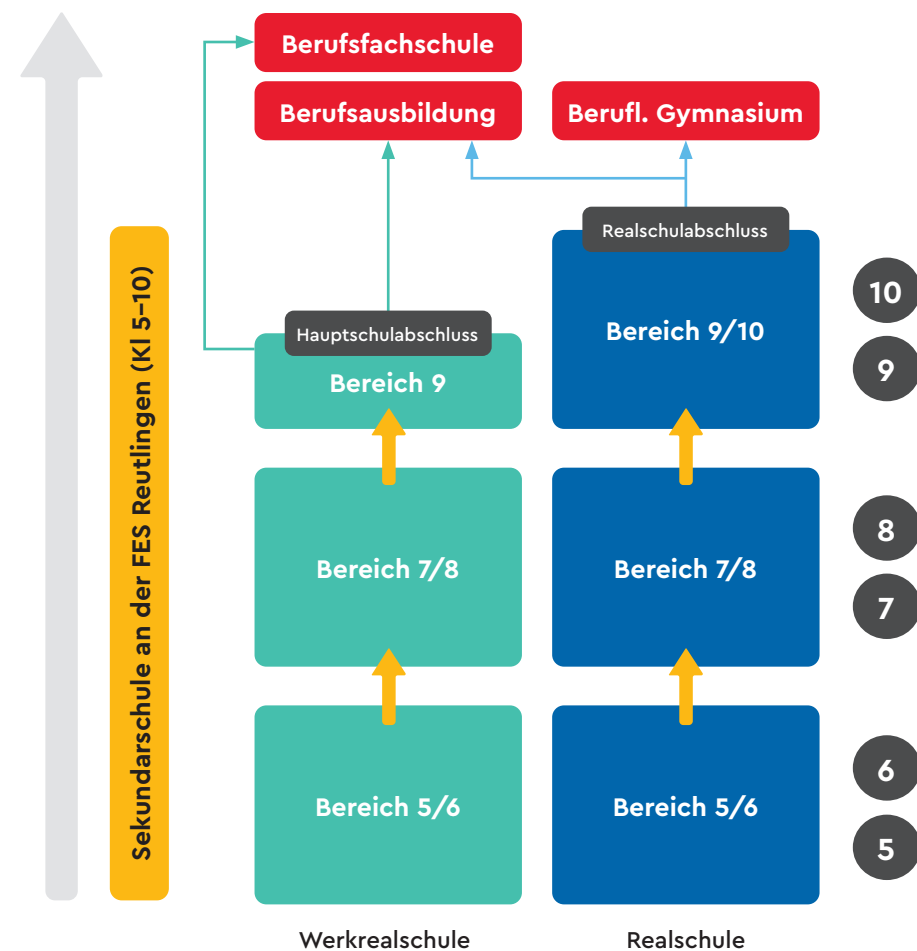 Berufsfachschule
Berufsausbildung
Berufl. Gymnasium
Realschulabschluss
Hauptschulabschluss
Bereich 9
Bereich 9/10
10
9
Bereich 7/8
Bereich 7/8
8
7
Bereich 5/6
Bereich 5/6
6
5
Sekundarschule an der FES Reutlingen (Kl 5–10)
Werkrealschule
Realschule